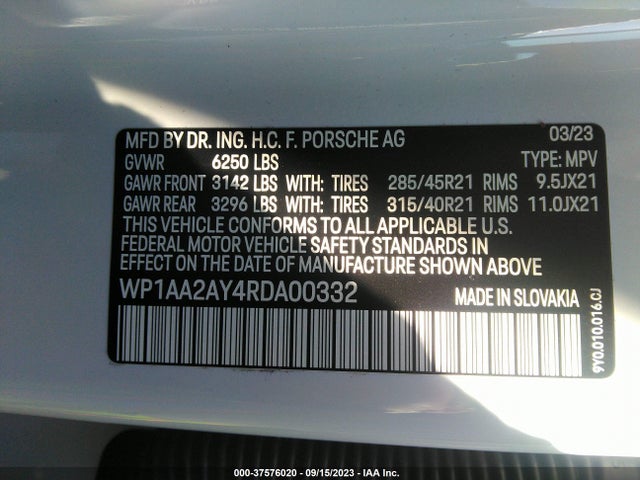 MFD BY DR. ING. H.C. F. PORSCHE AG 03/23
GVWR 6250 LBS TYPE: MPV
GAWR FRONT 3142 LBS WITH: TIRES 285/45R21 RIMS 9.5JX21
GAWR REAR 3296 LBS WITH: TIRES 315/40R21 RIMS 11.0JX21
THIS VEHICLE CONFORMS TO ALL APPLICABLE U.S.
FEDERAL MOTOR VEHICLE SAFETY STANDARDS IN
EFFECT ON THE DATE OF MANUFACTURE SHOWN ABOVE
WP1AA2AY4RDA00332 MADE IN SLOVAKIA
9Y0.010.016.CJ
000-37576020 - 09/15/2023 - IAA Inc.